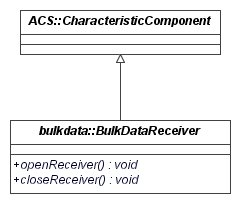 ACS::CharacteristicComponent
bulkdata::BulkDataReceiver
+openReceiver() : void
+closeReceiver() : void